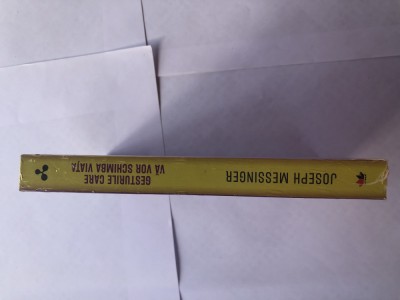 JOSEPH MESSINGER
GESTURILE CARE
VĂ VOR SCHIMBA VIAȚA